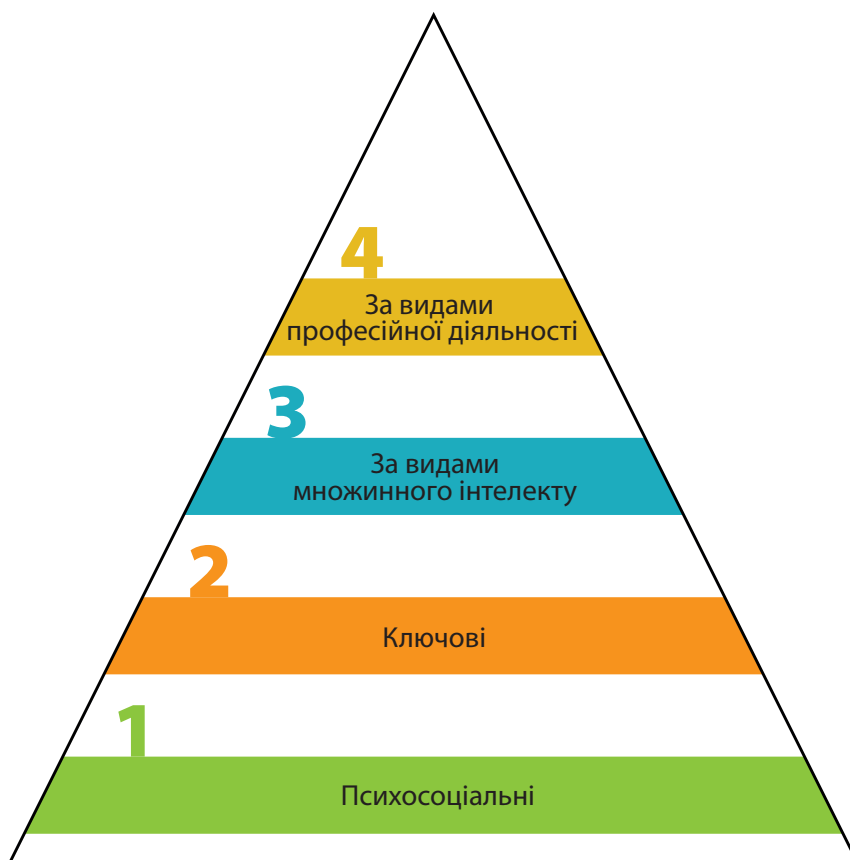 4
За видами
професійної діяльності
3
За видами
множинного інтелекту
2
Ключові
1
Психосоціальні